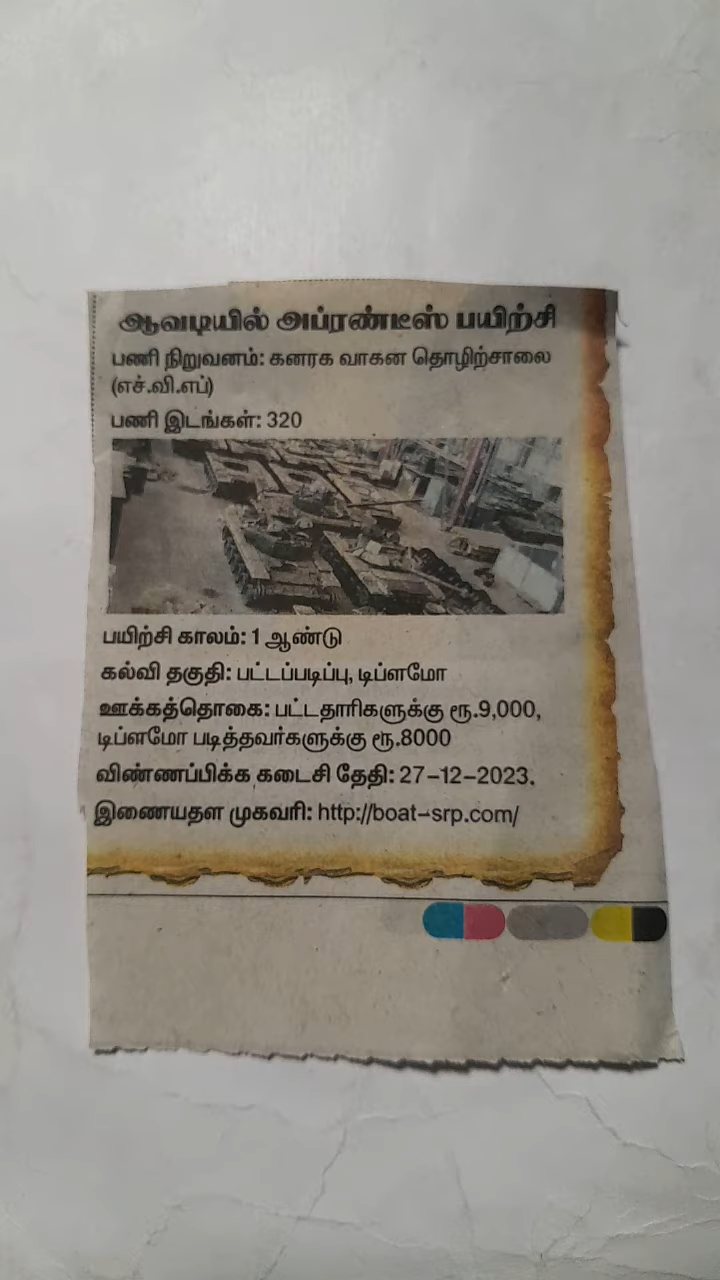 ஆவடியில் அப்ரண்டீஸ் பயிற்சி
பணி நிறுவனம்: கனரக வாகன தொழிற்சாலை
(எச்.வி.எப்)
பணி இடங்கள்: 320
பயிற்சி காலம்: 1 ஆண்டு
கல்வி தகுதி: பட்டப்படிப்பு, டிப்ளமோ
ஊக்கத்தொகை: பட்டதாரிகளுக்கு ரூ.9,000,
டிப்ளமோ படித்தவர்களுக்கு ரூ.8000
விண்ணப்பிக்க கடைசி தேதி: 27-12-2023.
இணையதள முகவரி: http://boat-srp.com/